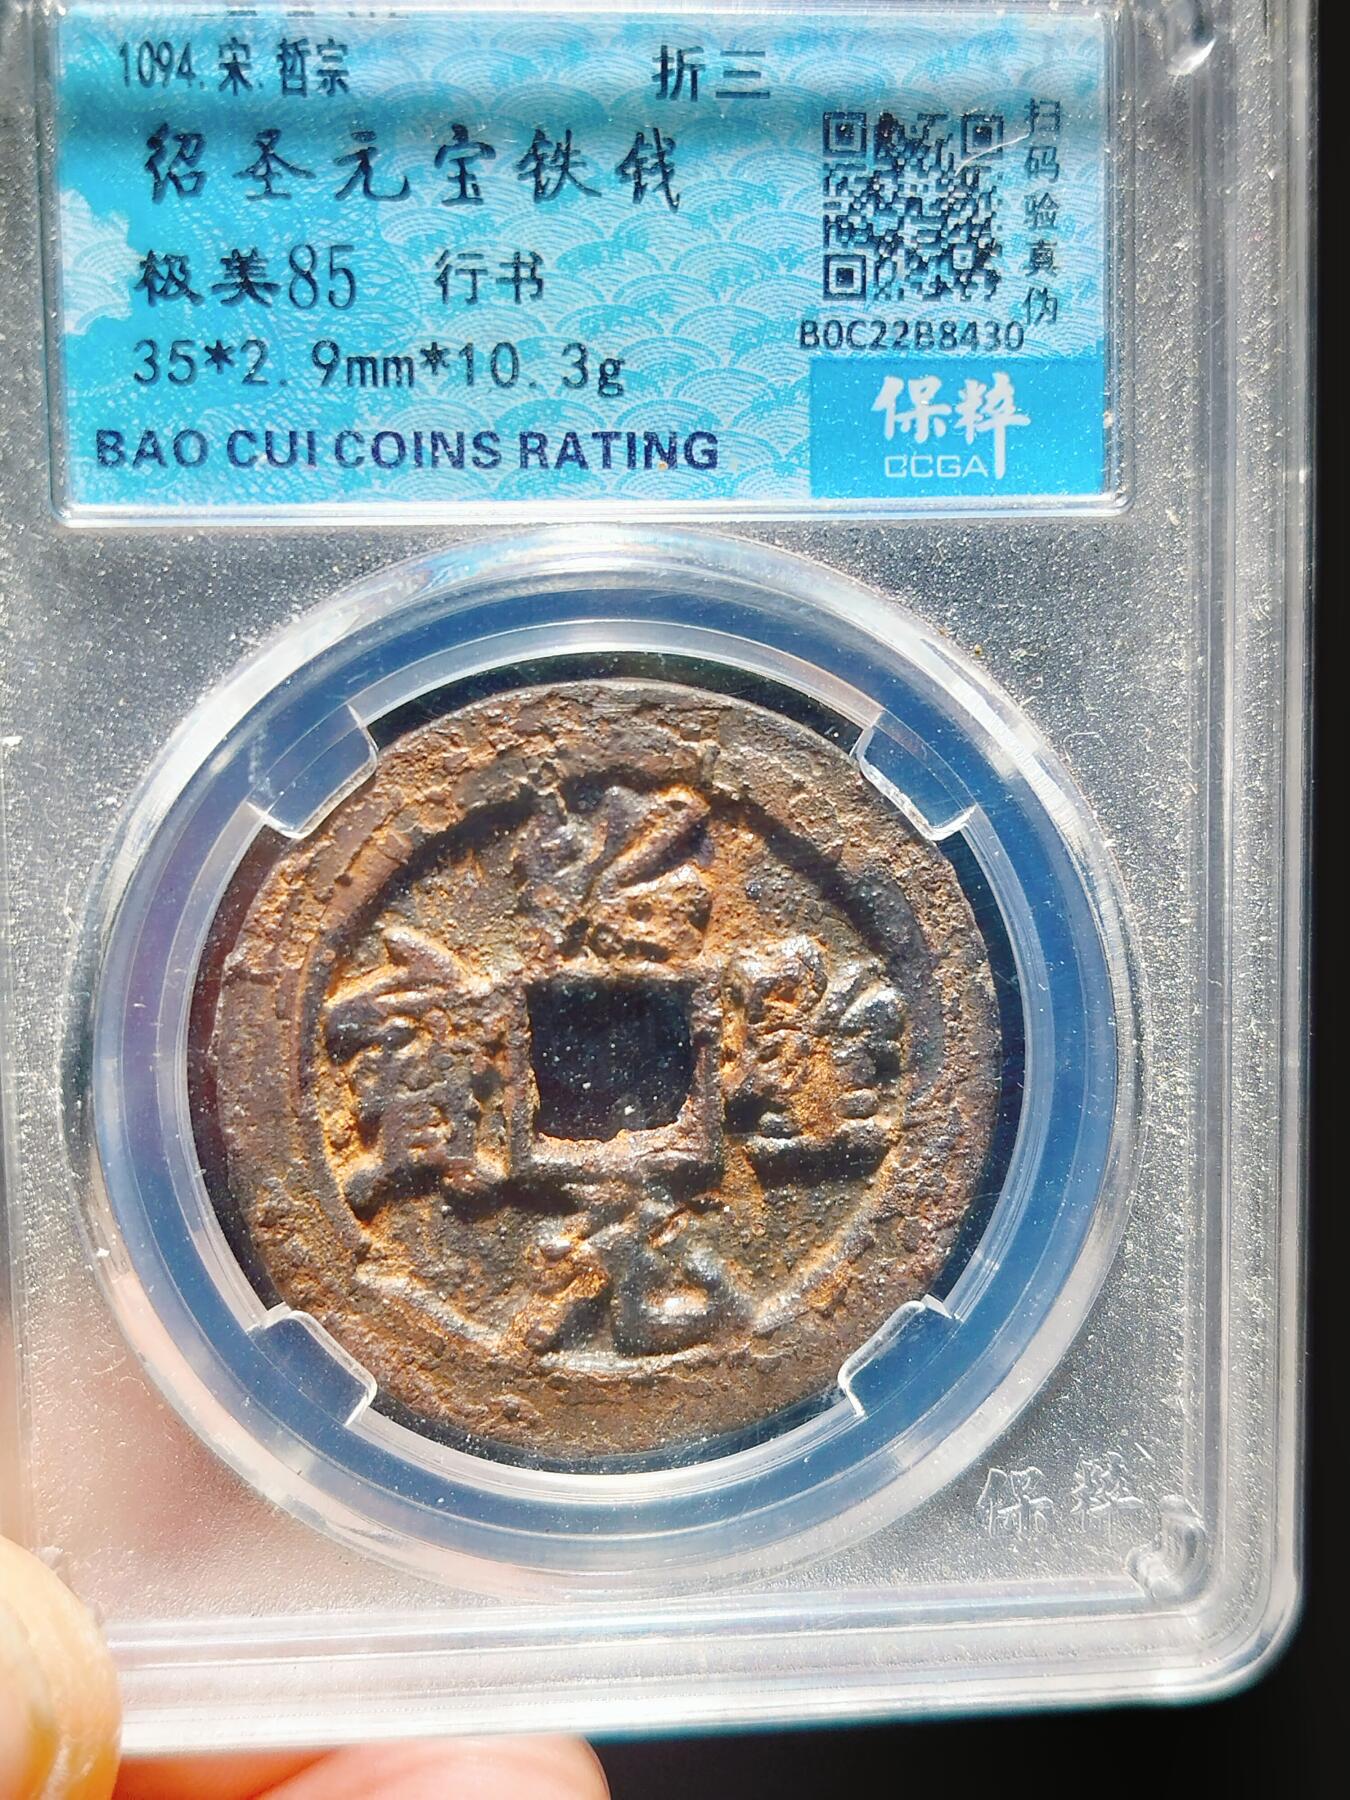 1094.宋.哲宗 折三
绍圣元宝铁钱
极美85 行书
35*2.9mm*10.3g
BAO CUI COINS RATING
扫码验真伪
B0C22B8430
保粹
CCGA
紹
聖
元
寳
保粹